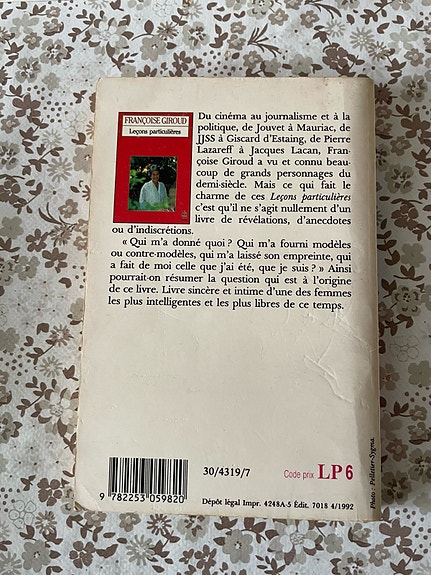 FRANÇOISE GIROUD
Leçons particulières
Du cinéma au journalisme et à la
politique, de Jouvet à Mauriac, de
JJSS à Giscard d'Estaing, de Pierre
Lazareff à Jacques Lacan, Fran-
çoise Giroud a vu et connu beau-
coup de grands personnages du
demi-siècle. Mais ce qui fait le
charme de ces Leçons particulières
c'est qu'il ne s'agit nullement d'un
livre de révélations, d'anecdotes
ou d'indiscrétions.
« Qui m'a donné quoi ? Qui m'a fourni modèles
ou contre-modèles, qui m'a laissé son empreinte, qui
a fait de moi celle que j'ai été, que je suis ? » Ainsi
pourrait-on résumer la question qui est à l'origine
de ce livre. Livre sincère et intime d'une des femmes
les plus intelligentes et les plus libres de ce temps.
30/4319/7
Code prix LP 6
9 782253 059820
Dépôt légal Impr. 4248A-5 Édit. 7018 4/1992
Photo : Pelletier-Sygma.